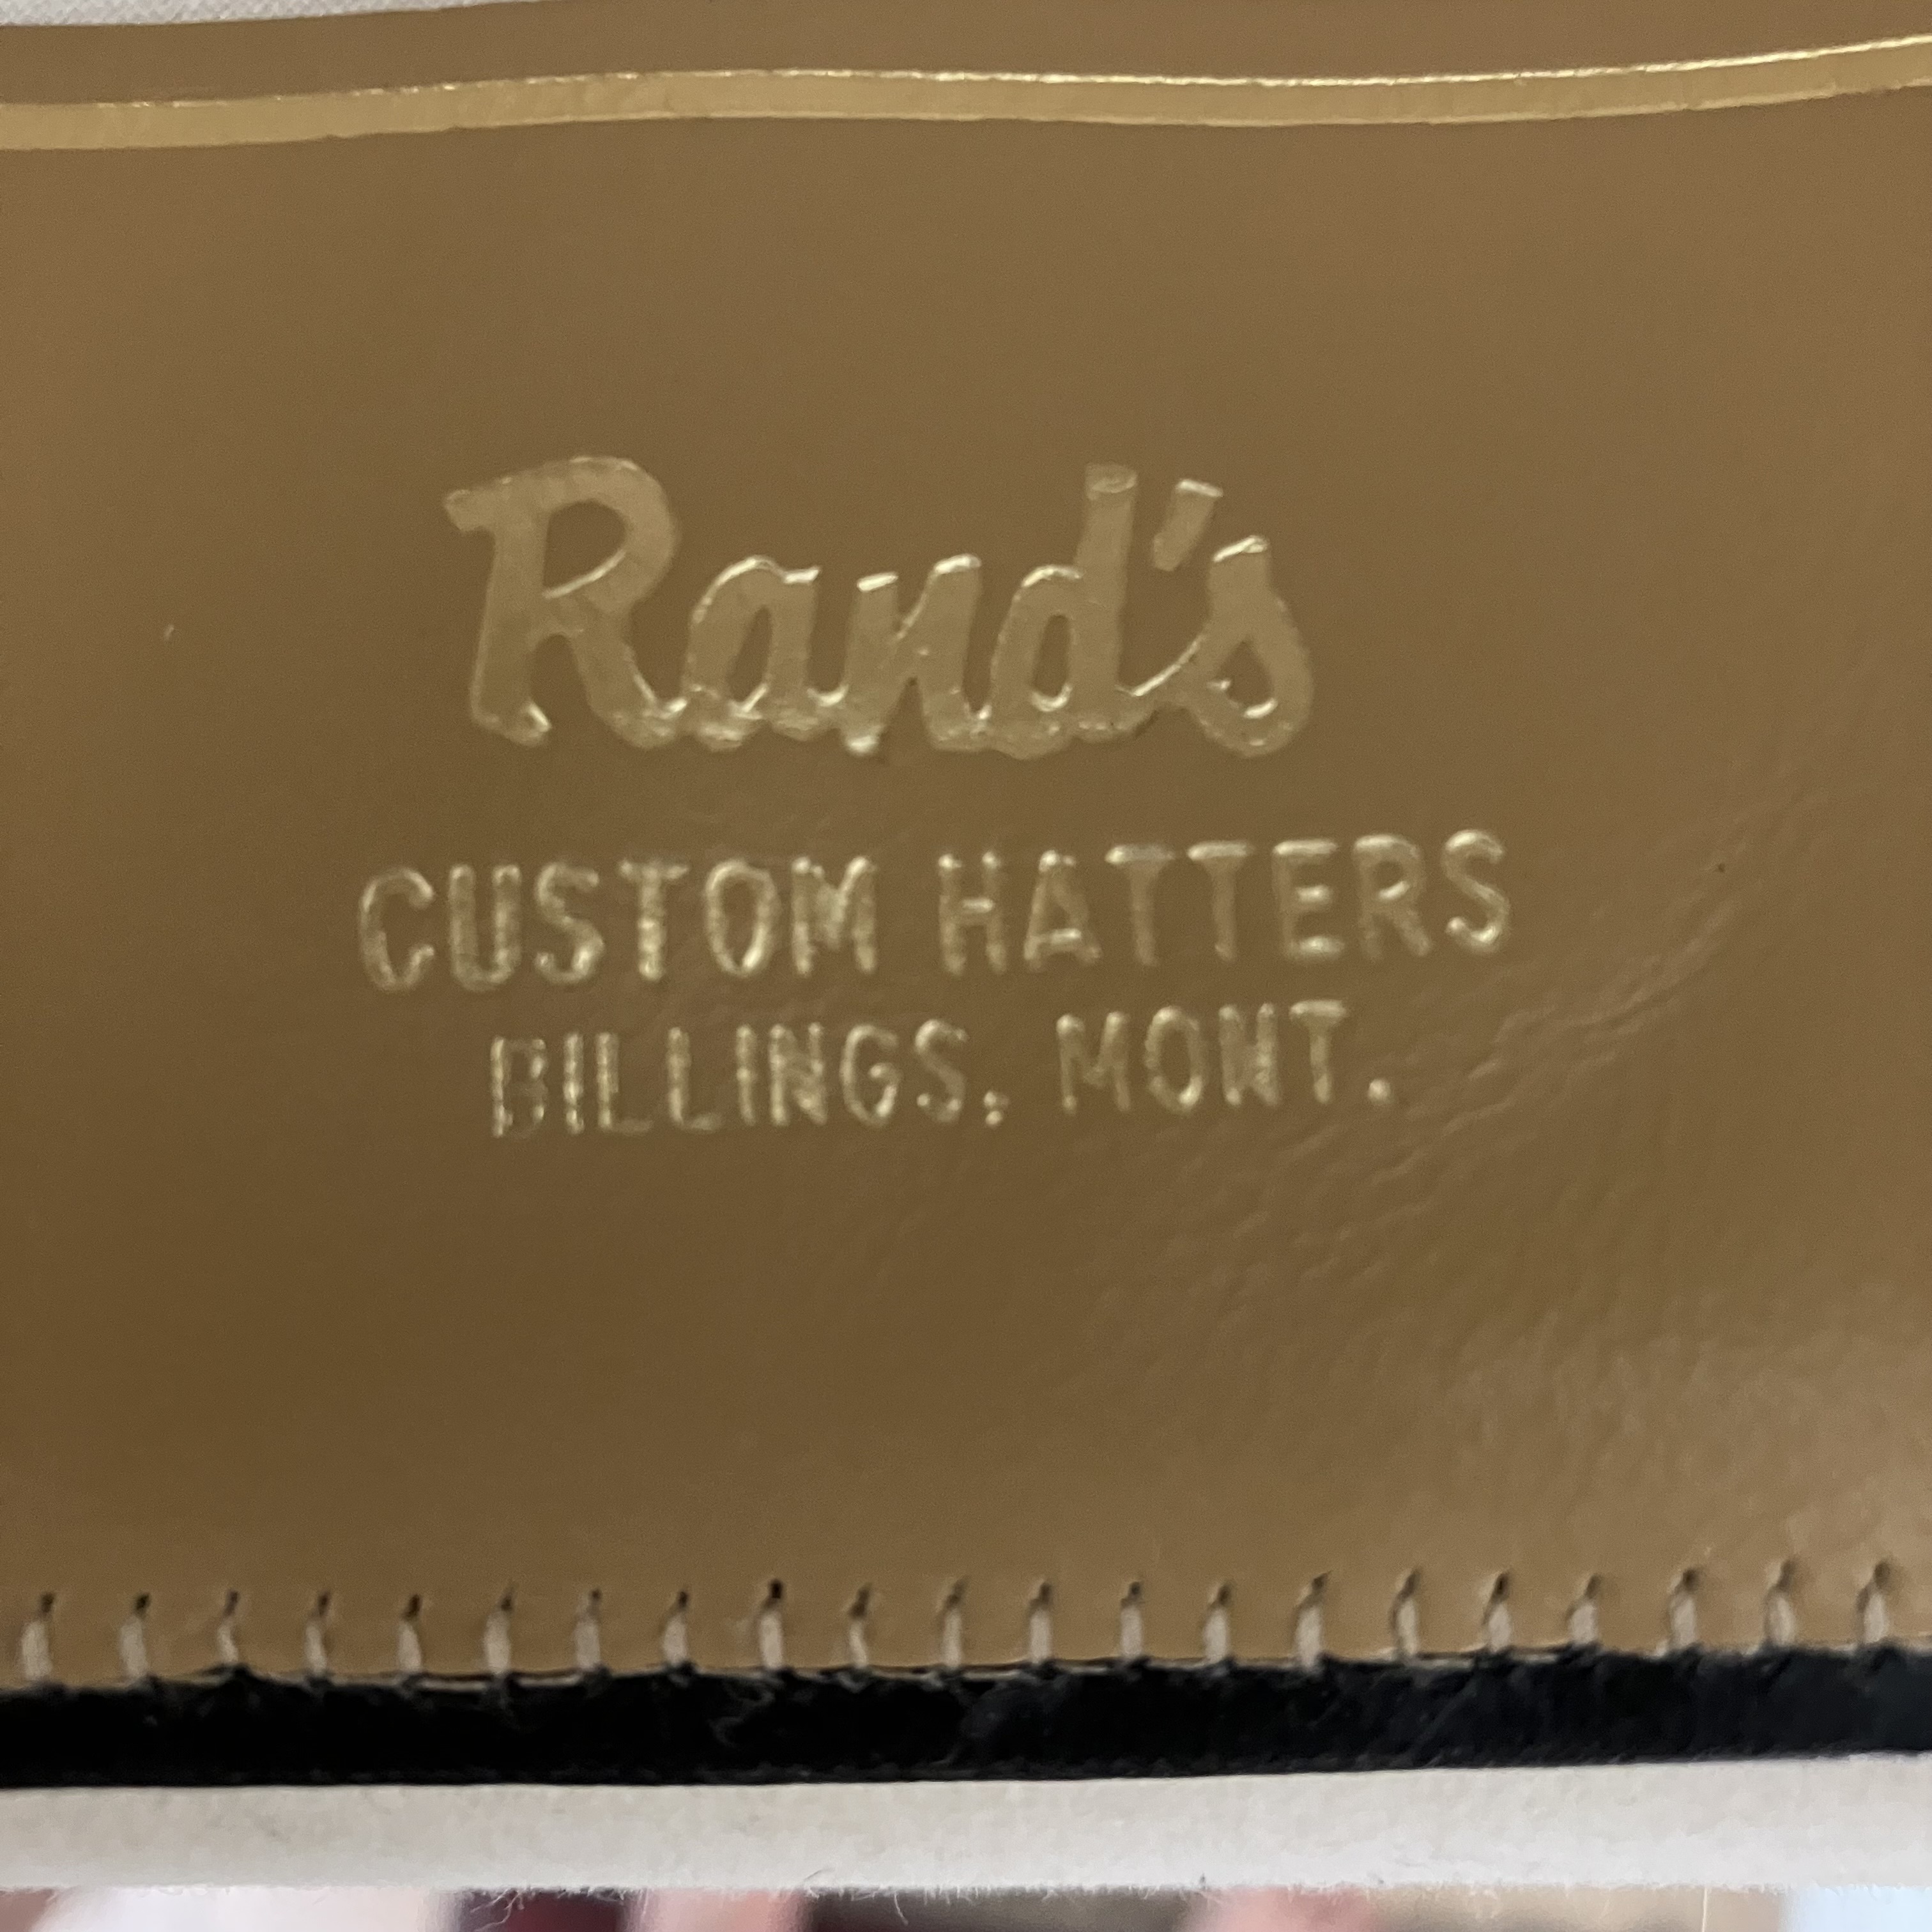 Rand's
CUSTOM HATTERS
BILLINGS, MONT.